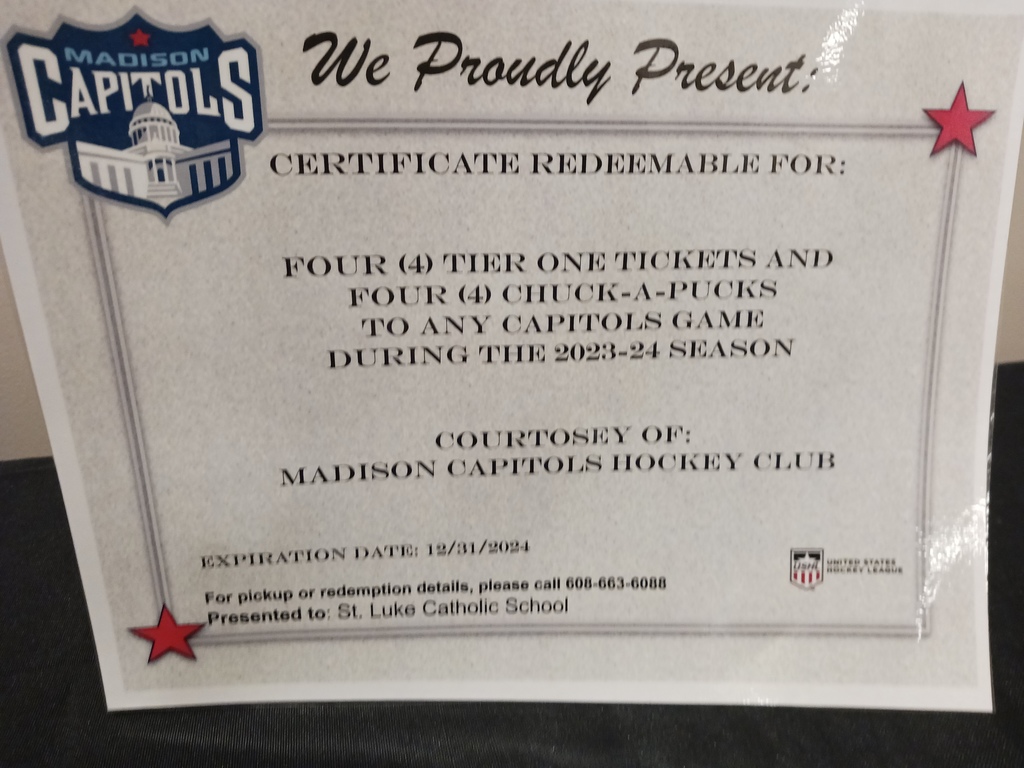 MADISON
CAPITOLS
We Proudly Present:
CERTIFICATE REDEEMABLE FOR:
FOUR (4) TIER ONE TICKETS AND
FOUR (4) CHUCK-A-PUCKS
TO ANY CAPITOLS GAME
DURING THE 2023-24 SEASON
COURTOSEY OF:
MADISON CAPITOLS HOCKEY CLUB
EXPIRATION DATE: 12/31/2024
USHL
UNITED STATES
HOCKEY LEAGUE
For pickup or redemption details, please call 608-663-6088
Presented to: St. Luke Catholic School